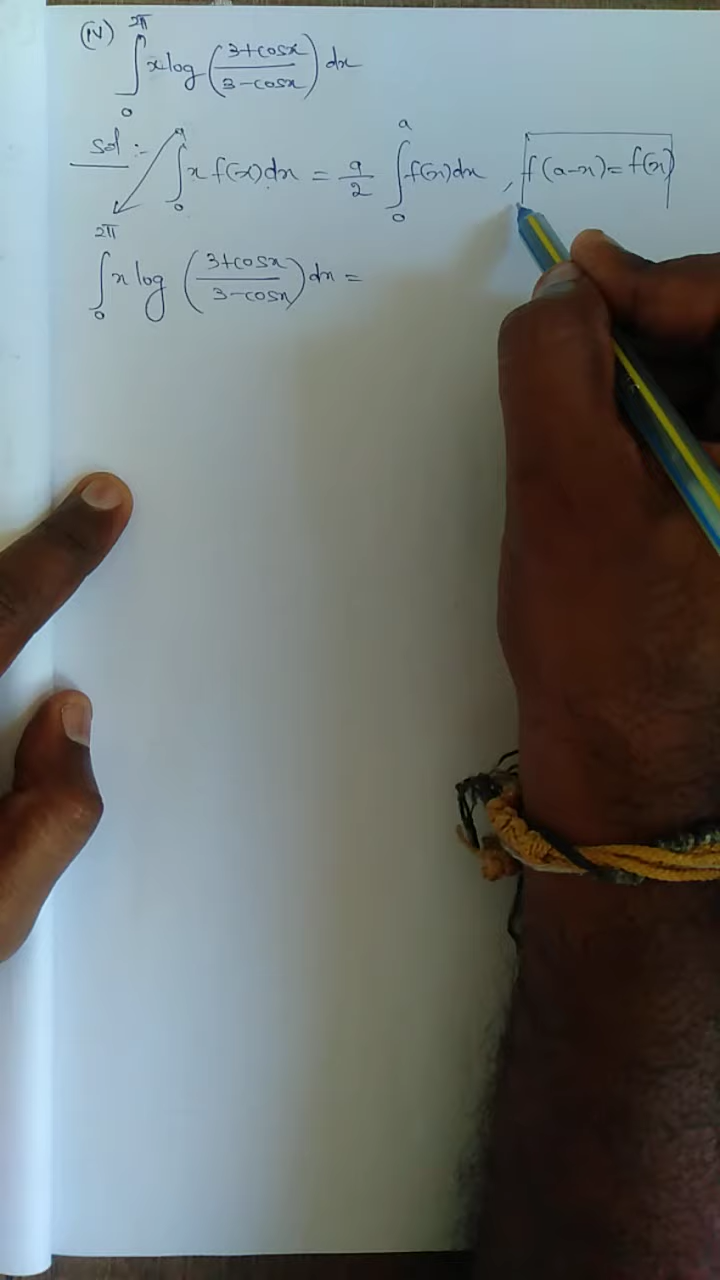 (iv) ∫₀^{2π} x log ((3+cosx)/(3-cosx)) dx
Sol :- ∫₀^a x f(x)dx = a/2 ∫₀^a f(x)dx , f(a-x)=f(x)
∫₀^{2π} x log ((3+cosx)/(3-cosx)) dx =